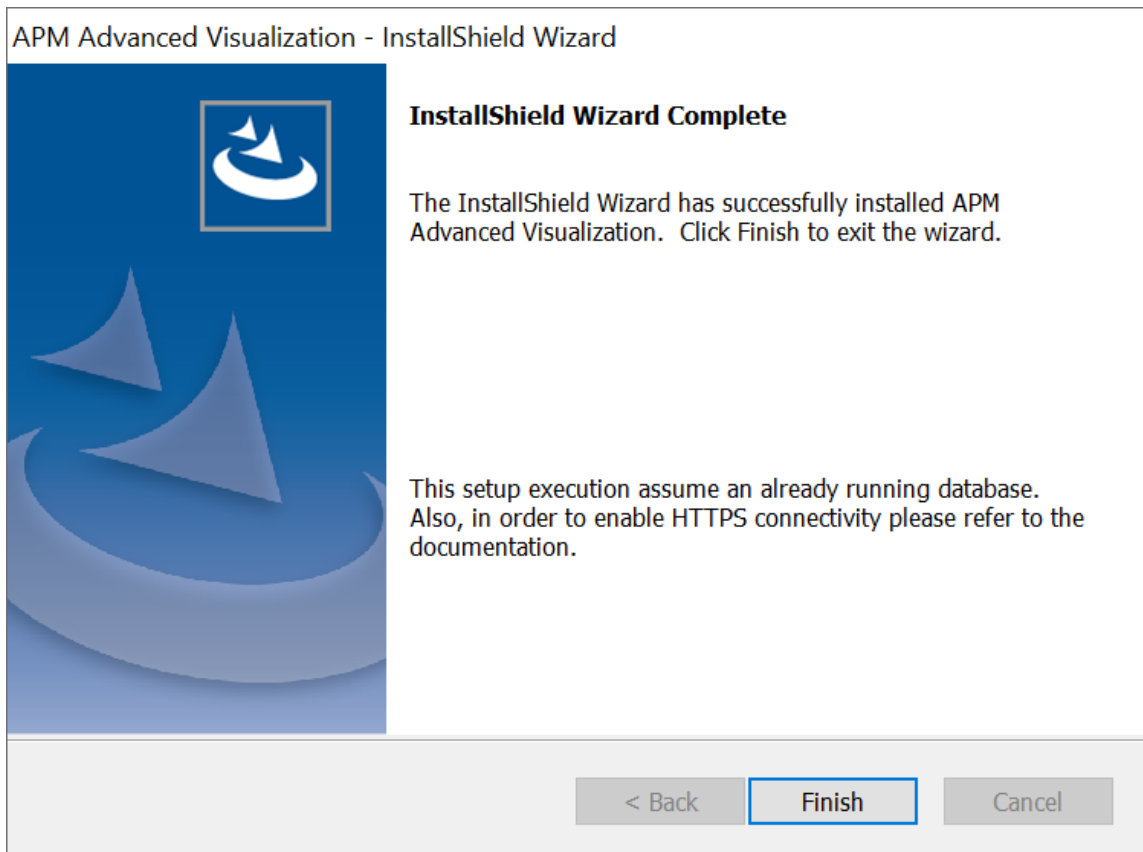 APM Advanced Visualization - InstallShield Wizard
InstallShield Wizard Complete
The InstallShield Wizard has successfully installed APM
Advanced Visualization.  Click Finish to exit the wizard.
This setup execution assume an already running database.
Also, in order to enable HTTPS connectivity please refer to the
documentation.
< Back
Finish
Cancel